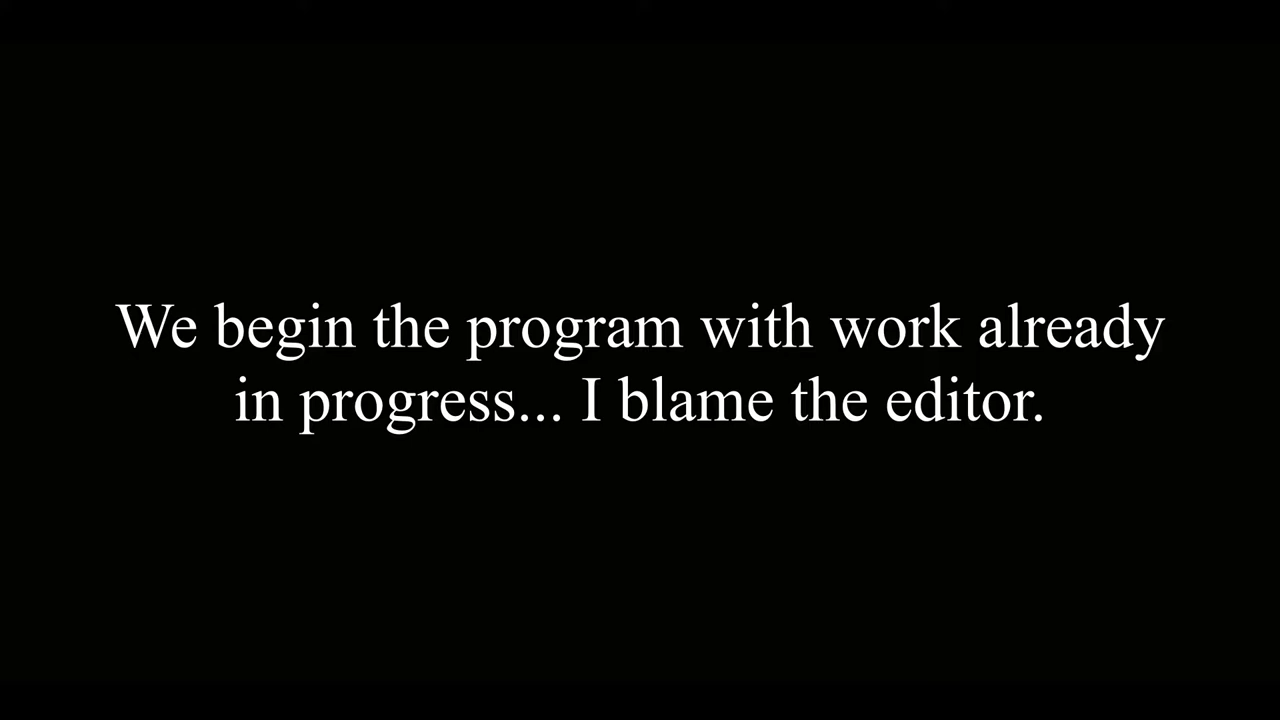 We begin the program with work already
in progress... I blame the editor.